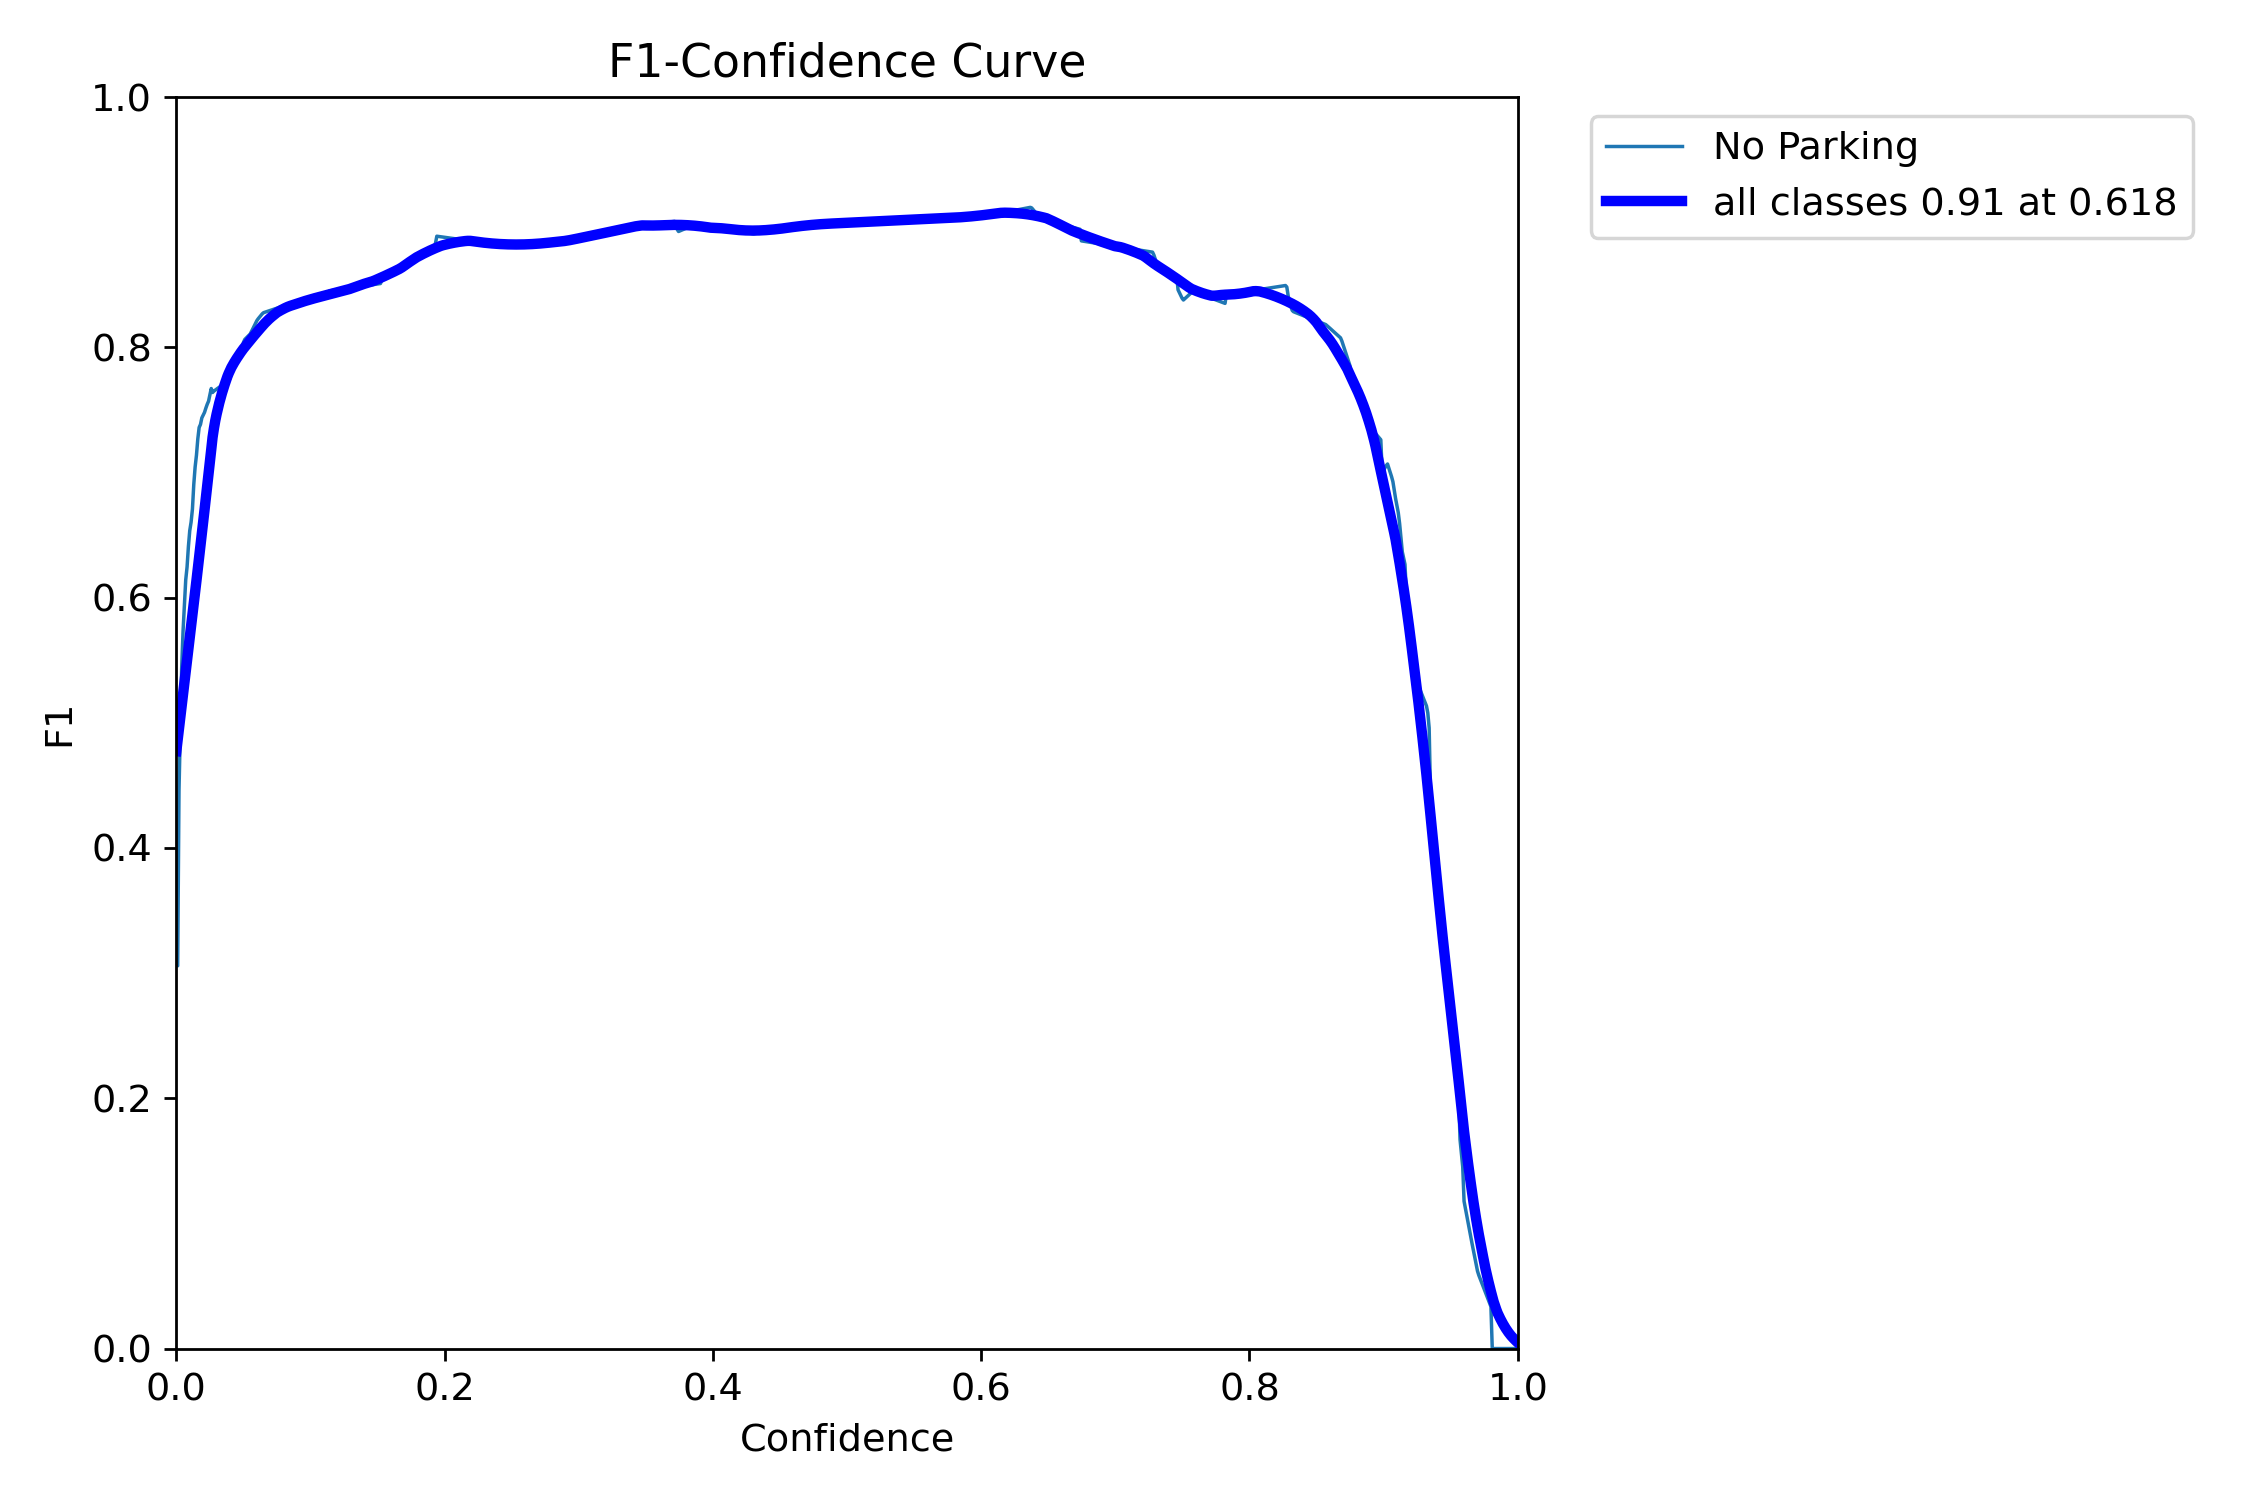 F1-Confidence Curve
No Parking
all classes 0.91 at 0.618
1.0
0.8
0.6
0.4
0.2
0.0
F1
0.0 0.2 0.4 0.6 0.8 1.0
Confidence